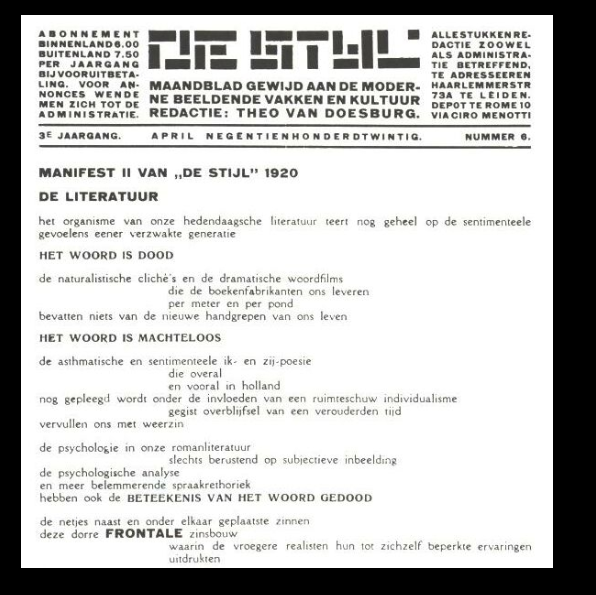 ABONNEMENT
BINNENLAND 6.00
BUITENLAND 7.50
PER JAARGANG
BIJ VOORUITBETA-
LING. VOOR AN-
NONCES WENDE
MEN ZICH TOT DE
ADMINISTRATIE.
DE STIJL
MAANDBLAD GEWIJD AAN DE MODER-
NE BEELDENDE VAKKEN EN KULTUUR
REDACTIE: THEO VAN DOESBURG.
ALLE STUKKEN RE-
DACTIE ZOOWEL
ALS ADMINISTRA-
TIE BETREFFEND,
TE ADRESSEEREN
HAARLEMMERSTR
73A TE LEIDEN.
DEPOT TE ROME 10
VIA CIRO MENOTTI
3E JAARGANG. APRIL NEGENTIENHONDERDTWINTIG. NUMMER 6.
MANIFEST II VAN „DE STIJL” 1920
DE LITERATUUR
het organisme van onze hedendaagsche literatuur teert nog geheel op de sentimenteele
gevoelens eener verzwakte generatie
HET WOORD IS DOOD
de naturalistische clichè's en de dramatische woordfilms
die de boekenfabrikanten ons leveren
per meter en per pond
bevatten niets van de nieuwe handgrepen van ons leven
HET WOORD IS MACHTELOOS
de asthmatische en sentimenteele ik- en zij-poesie
die overal
en vooral in holland
nog gepleegd wordt onder de invloeden van een ruimteschuw individualisme
gegist overblijfsel van een verouderden tijd
vervullen ons met weerzin
de psychologie in onze romanliteratuur
slechts berustend op subjectieve inbeelding
de psychologische analyse
en meer belemmerende spraakrethoriek
hebben ook de BETEEKENIS VAN HET WOORD GEDOOD
de netjes naast en onder elkaar geplaatste zinnen
deze dorre FRONTALE zinsbouw
waarin de vroegere realisten hun tot zichzelf beperkte ervaringen
uitdrukten